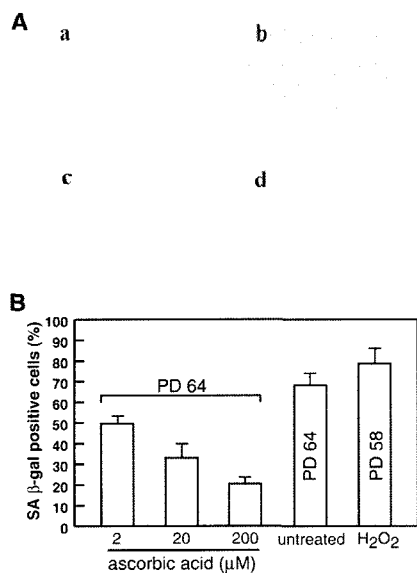 A
a b
c d
B
SA β-gal positive cells (%)
100
90
80
70
60
50
40
30
20
10
0
PD 64
PD 64
PD 58
2 20 200 untreated H₂O₂
ascorbic acid (μM)